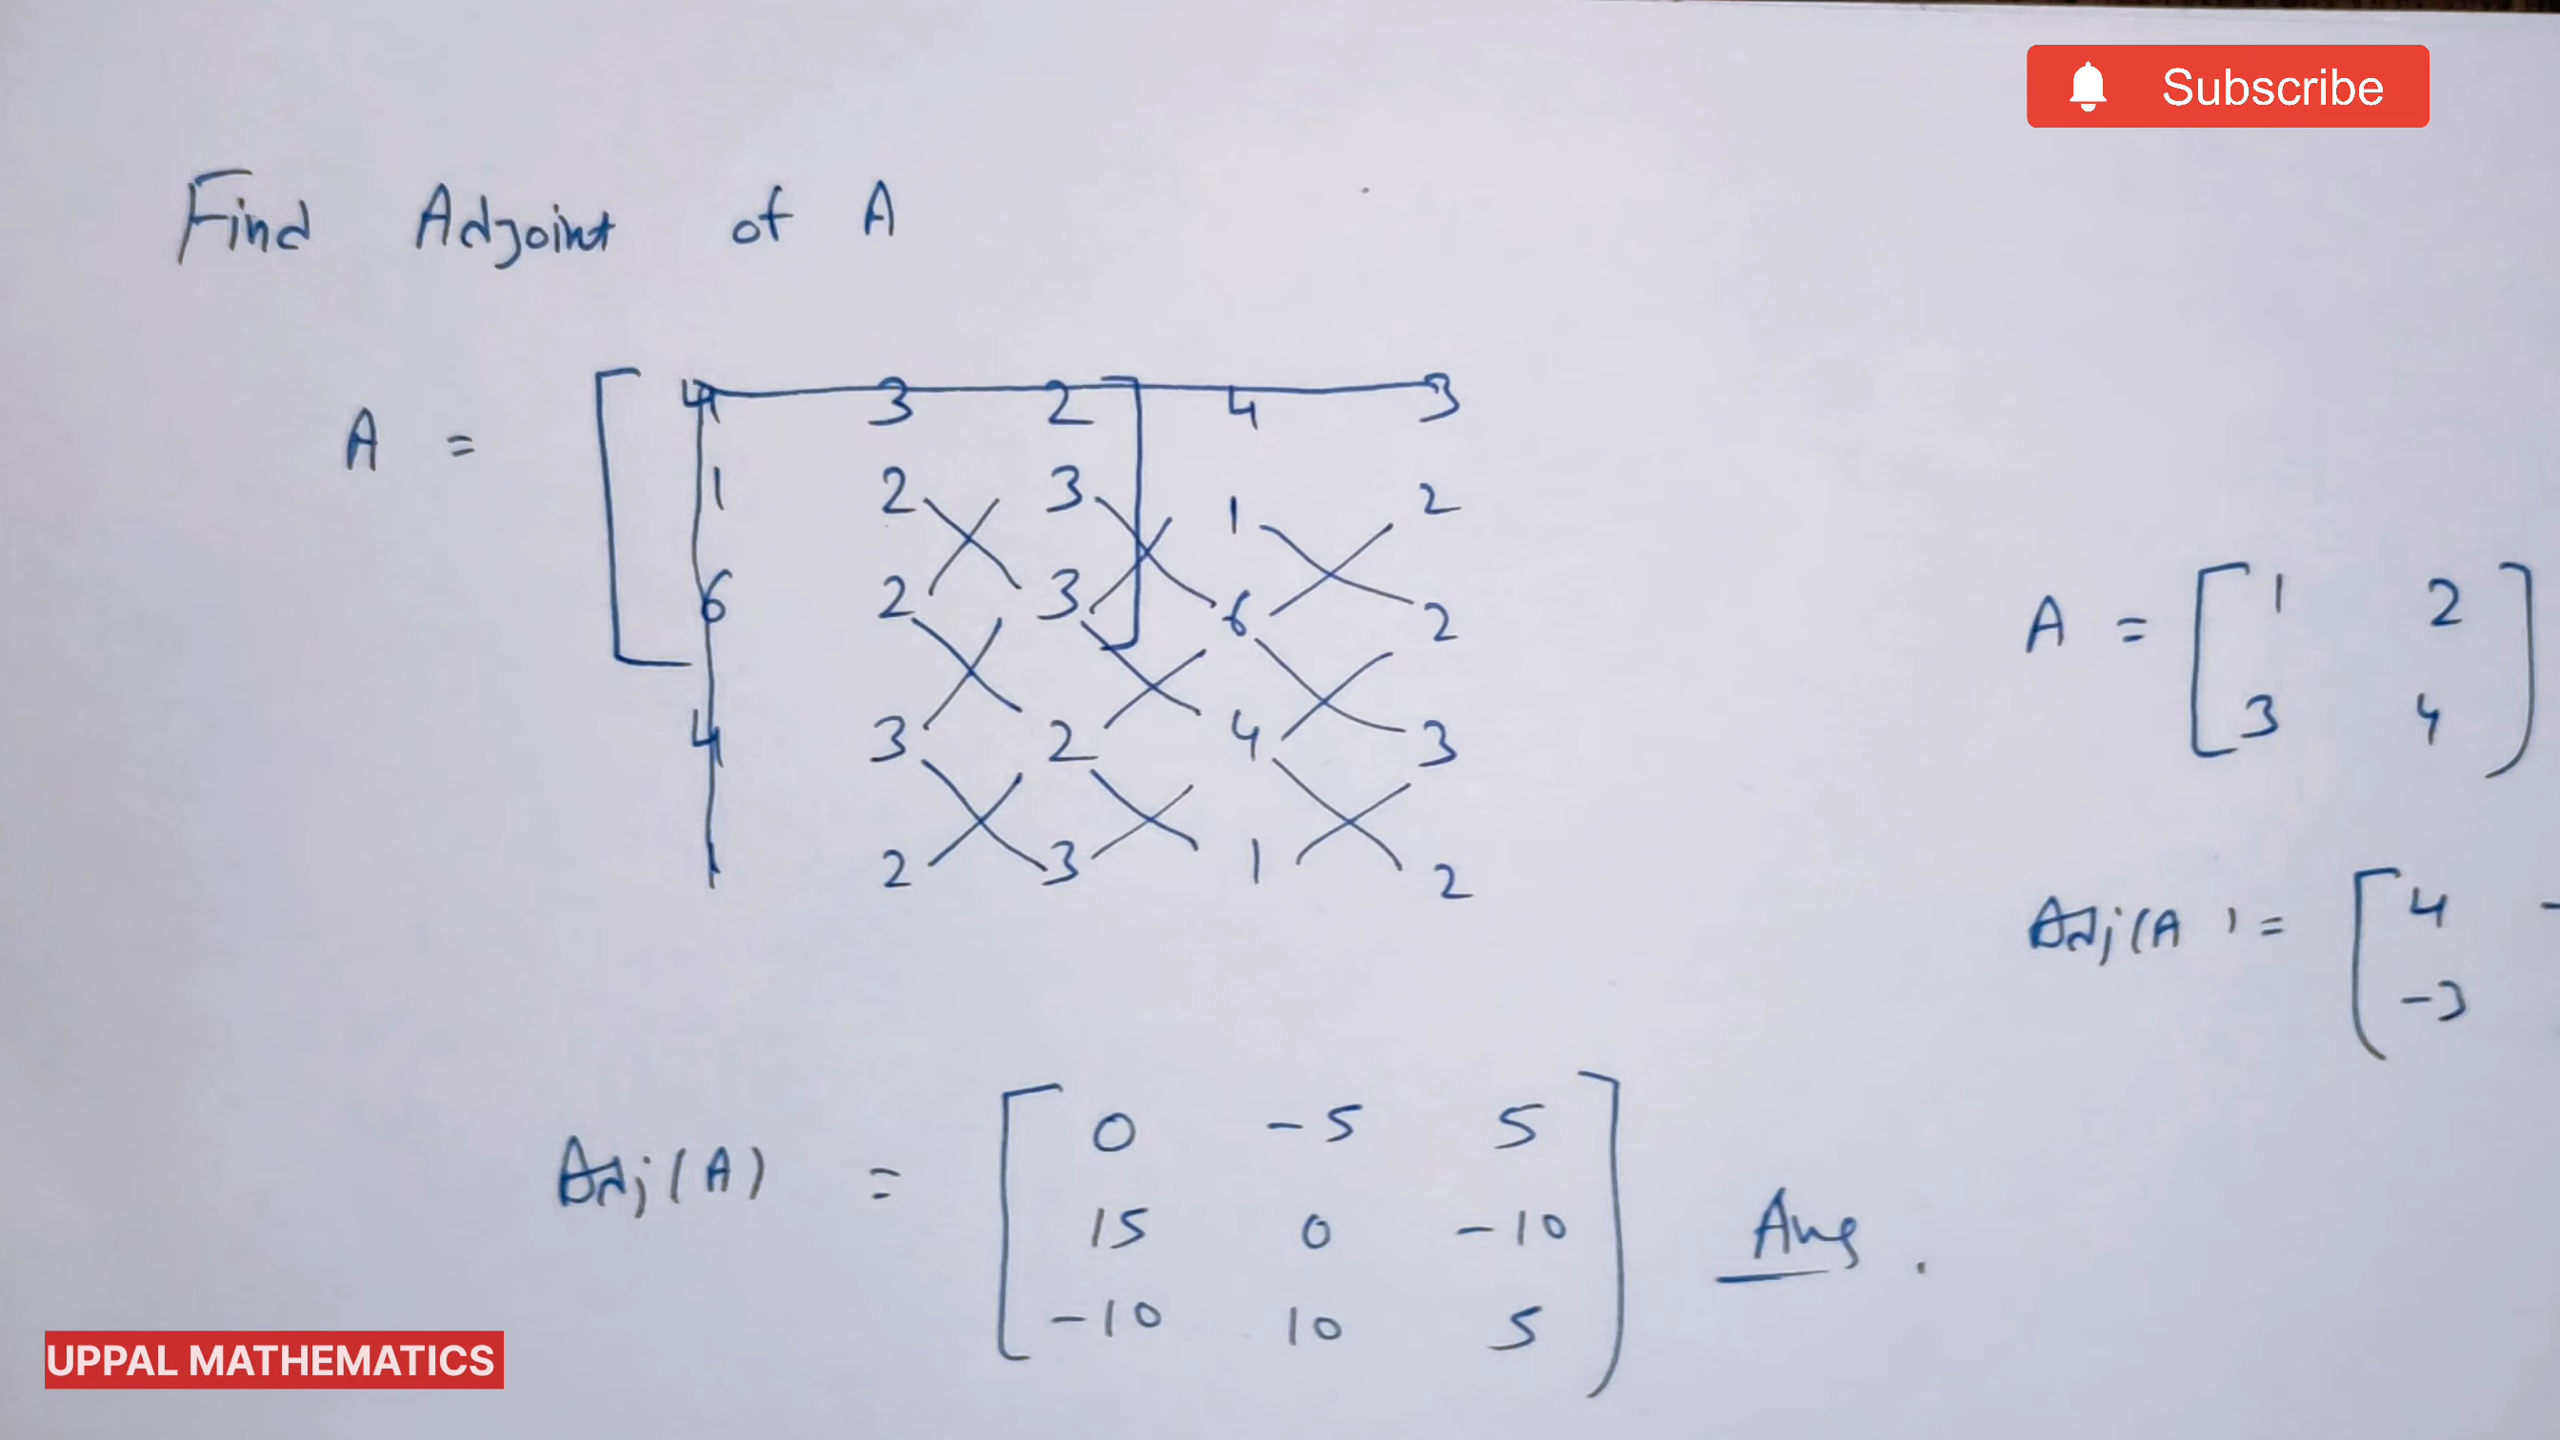 Subscribe
Find Adjoint of A
A = [ 4 3 2 ] 4 3
1 2 3 1 2
6 2 3 6 2
4 3 2 4 3
1 2 3 1 2
A = [ 1 2
3 4 ]
Adj(A) = [ 4 -
-3
Adj(A) = [ 0 -5 5
15 0 -10
-10 10 5 ] Ans.
UPPAL MATHEMATICS